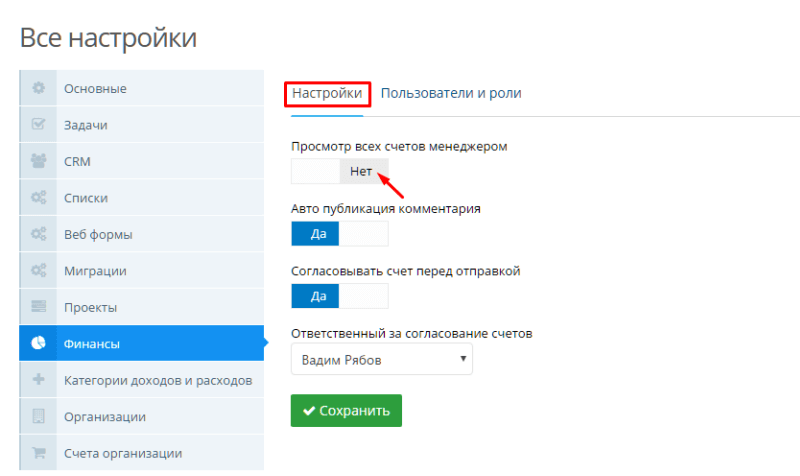 Все настройки
Основные
Задачи
CRM
Списки
Веб формы
Миграции
Проекты
Финансы
Категории доходов и расходов
Организации
Счета организации
Настройки Пользователи и роли
Просмотр всех счетов менеджером
Нет
Авто публикация комментария
Да
Согласовывать счет перед отправкой
Да
Ответственный за согласование счетов
Вадим Рябов
Сохранить